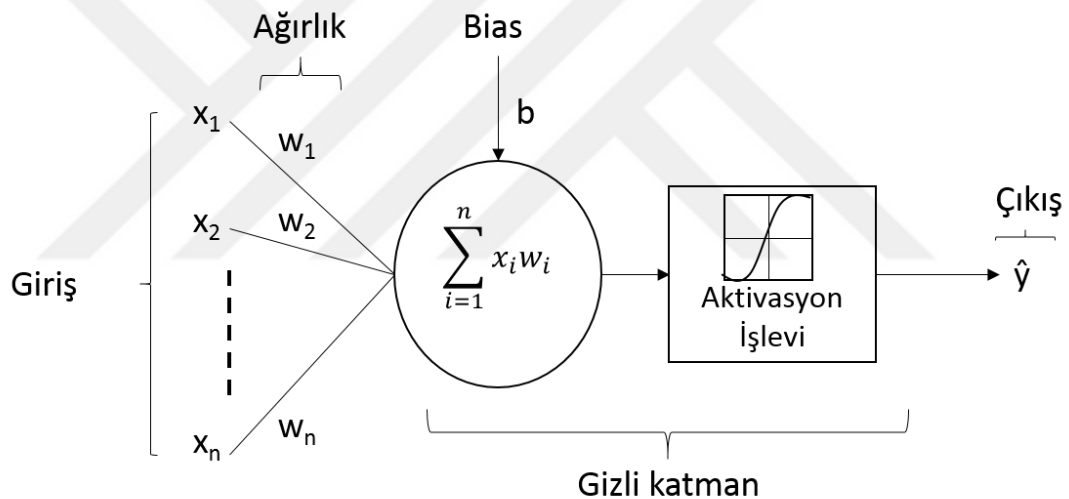 Ağırlık
Bias
b
x₁
w₁
x₂
w₂
Giriş
xₙ
wₙ
n
∑ xᵢwᵢ
i=1
Aktivasyon
İşlevi
Çıkış
ŷ
Gizli katman